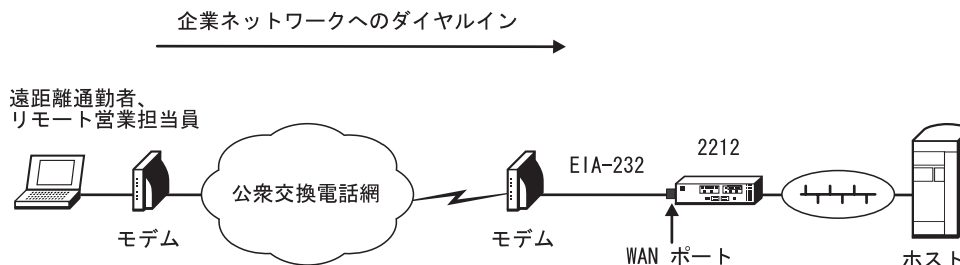 企業ネットワークへのダイヤルイン
遠距離通勤者、
リモート営業担当員
モデム
公衆交換電話網
モデム
EIA-232
2212
WAN ポート
ホスト